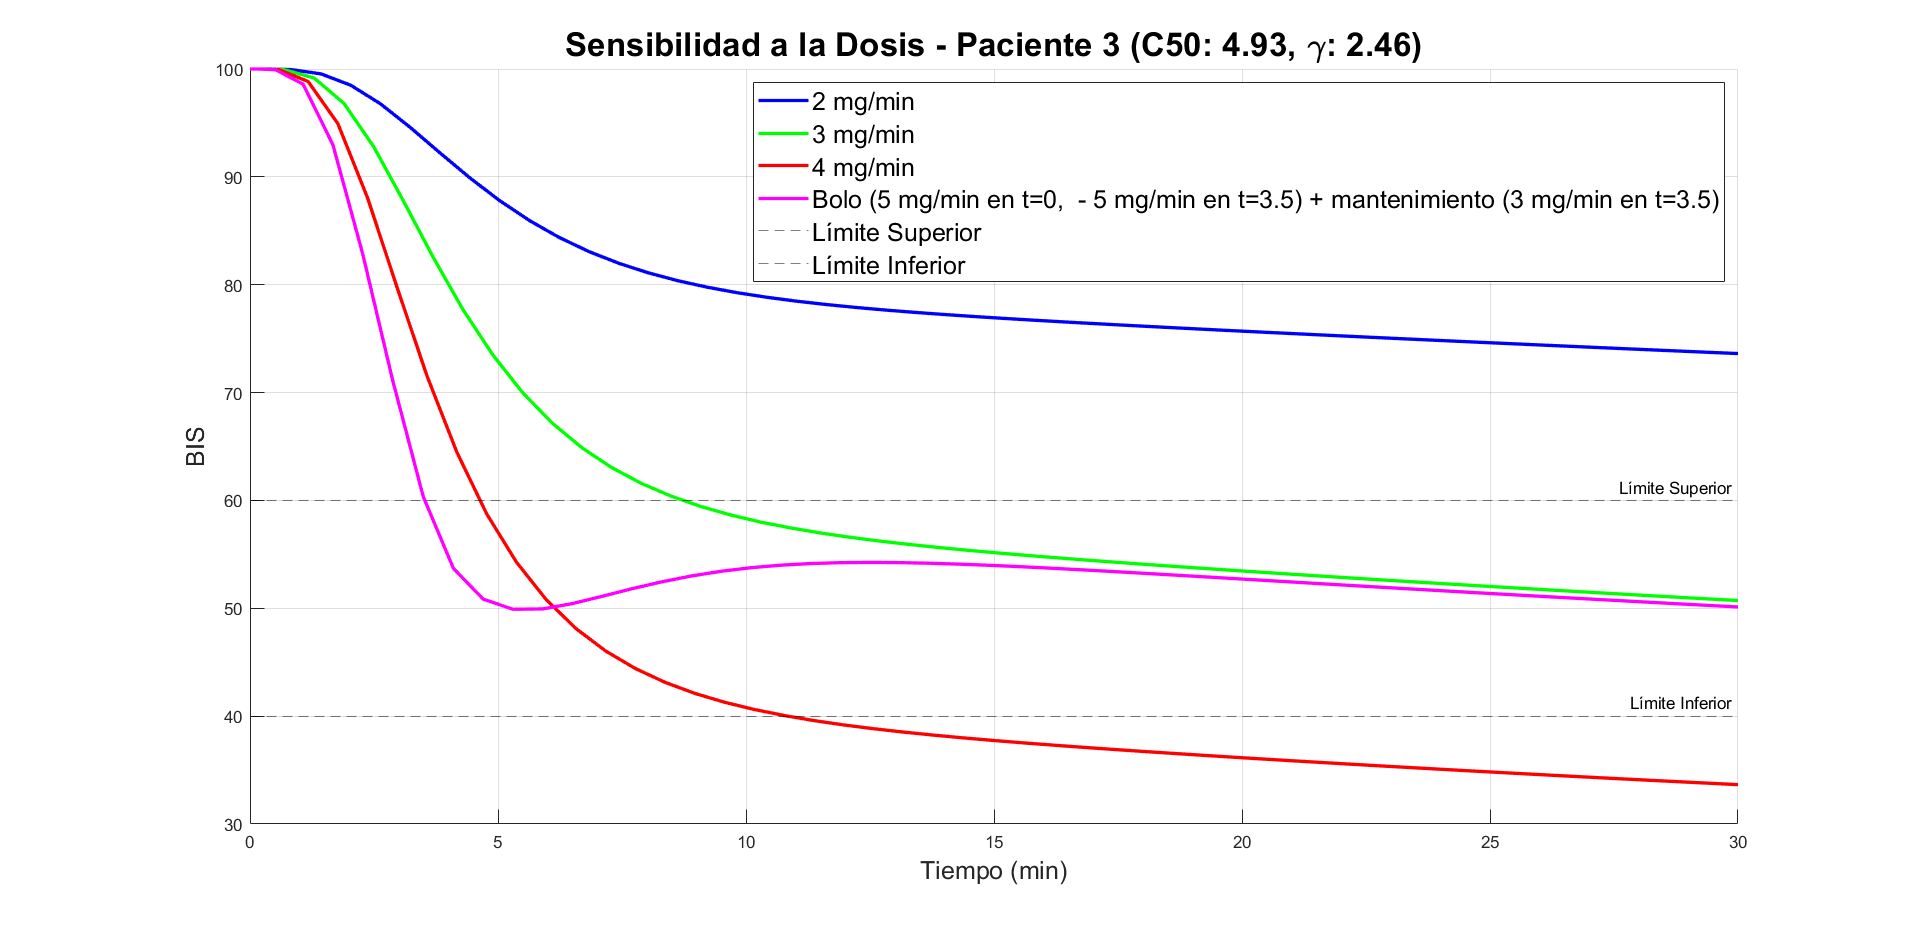 Sensibilidad a la Dosis - Paciente 3 (C50: 4.93, γ: 2.46)
100
90
80
70
60
50
40
30
BIS
2 mg/min
3 mg/min
4 mg/min
Bolo (5 mg/min en t=0,  - 5 mg/min en t=3.5) + mantenimiento (3 mg/min en t=3.5)
Límite Superior
Límite Inferior
Límite Superior
Límite Inferior
0 5 10 15 20 25 30
Tiempo (min)